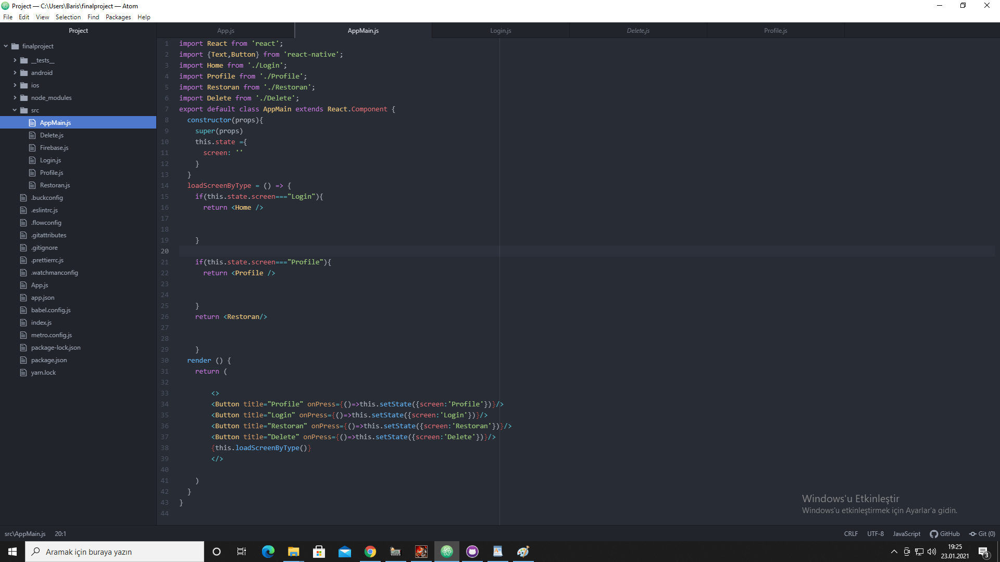 Project — C:\Users\Baris\finalproject — Atom
File Edit View Selection Find Packages Help
Project
App.js
AppMain.js
Login.js
Delete.js
Profile.js
finalproject
__tests__
android
ios
node_modules
src
AppMain.js
Delete.js
Firebase.js
Login.js
Profile.js
Restoran.js
.buckconfig
.eslintrc.js
.flowconfig
.gitattributes
.gitignore
.prettierrc.js
.watchmanconfig
App.js
app.json
babel.config.js
index.js
metro.config.js
package-lock.json
package.json
yarn.lock
1 import React from 'react';
2 import {Text,Button} from 'react-native';
3 import Home from './Login';
4 import Profile from './Profile';
5 import Restoran from './Restoran';
6 import Delete from './Delete';
7 export default class AppMain extends React.Component {
8   constructor(props){
9     super(props)
10     this.state ={
11       screen: ''
12     }
13   }
14   loadScreenByType = () => {
15     if(this.state.screen==="Login"){
16       return <Home />
17
18
19     }
20
21     if(this.state.screen==="Profile"){
22       return <Profile />
23
24
25     }
26     return <Restoran/>
27
28
29     }
30   render () {
31     return (
32
33         <>
34         <Button title="Profile" onPress={()=>this.setState({screen:'Profile'})}/>
35         <Button title="Login" onPress={()=>this.setState({screen:'Login'})}/>
36         <Button title="Restoran" onPress={()=>this.setState({screen:'Restoran'})}/>
37         <Button title="Delete" onPress={()=>this.setState({screen:'Delete'})}/>
38         {this.loadScreenByType()}
39         </>
40
41     )
42   }
43 }
44
Windows'u Etkinleştir
Windows'u etkinleştirmek için Ayarlar'a gidin.
src\AppMain.js 20:1
CRLF UTF-8 JavaScript GitHub Git (0)
Aramak için buraya yazın
19:25
23.01.2021
3